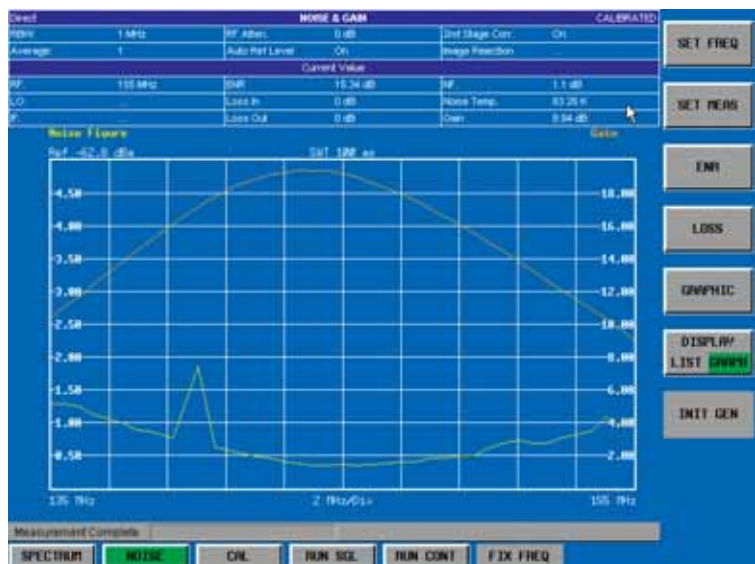 Direct NOISE & GAIN CALIBRATED
RBW 1 MHz RF Atten. 0 dB 2nd Stage Corr. On
Average 1 Auto Ref Level On Image Rejection ...
Current Value
RF 155 MHz ENR 15.34 dB NF 1.1 dB
LO ... Loss In 0 dB Noise Temp. 83.25 K
IF ... Loss Out 0 dB Gain 8.94 dB
Noise Figure Gain
Ref -62.8 dBm SWT 100 ms
4.50 18.00
4.00 16.00
3.50 14.00
3.00 12.00
2.50 10.00
2.00 8.00
1.50 6.00
1.00 4.00
0.50 2.00
135 MHz 2 MHz/Div 155 MHz
Measurement Complete
SPECTRUM NOISE CAL RUN SGL RUN CONT FIX FREQ
SET FREQ
SET MEAS
ENR
LOSS
GRAPHIC
DISPLAY
LIST GRAPH
INIT GEN